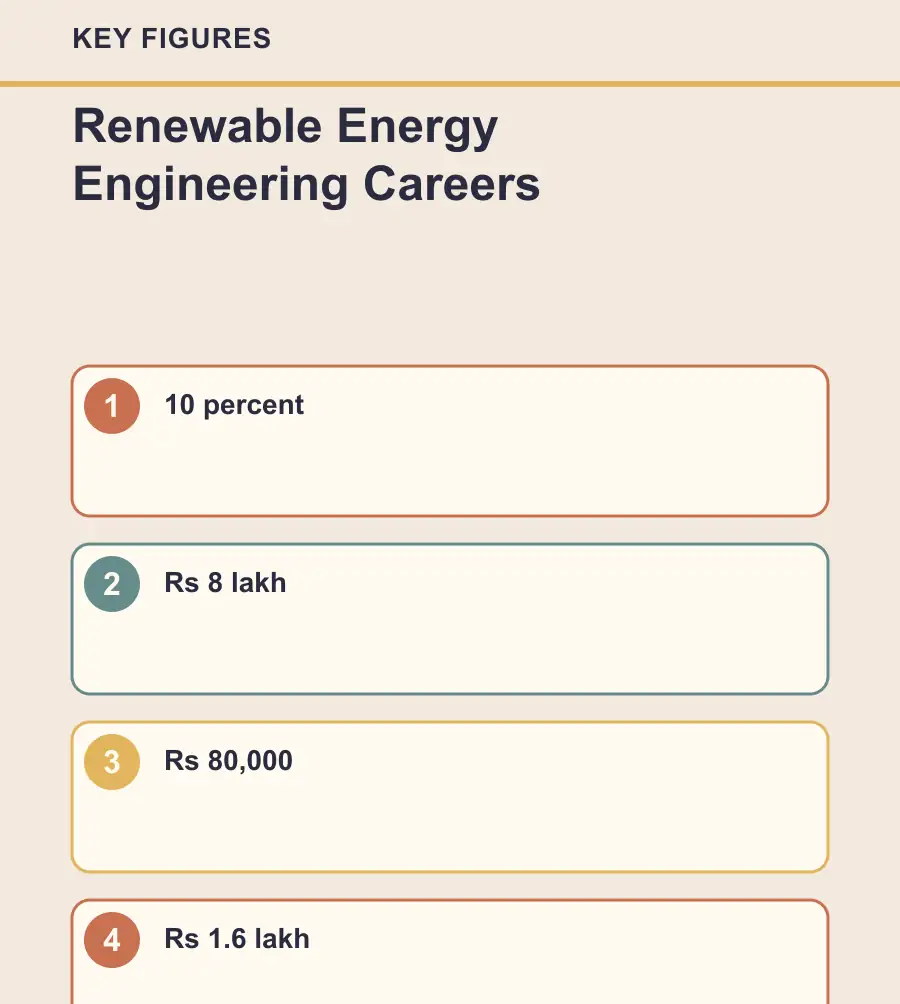 KEY FIGURES
Renewable Energy
Engineering Careers
1 10 percent
2 Rs 8 lakh
3 Rs 80,000
4 Rs 1.6 lakh